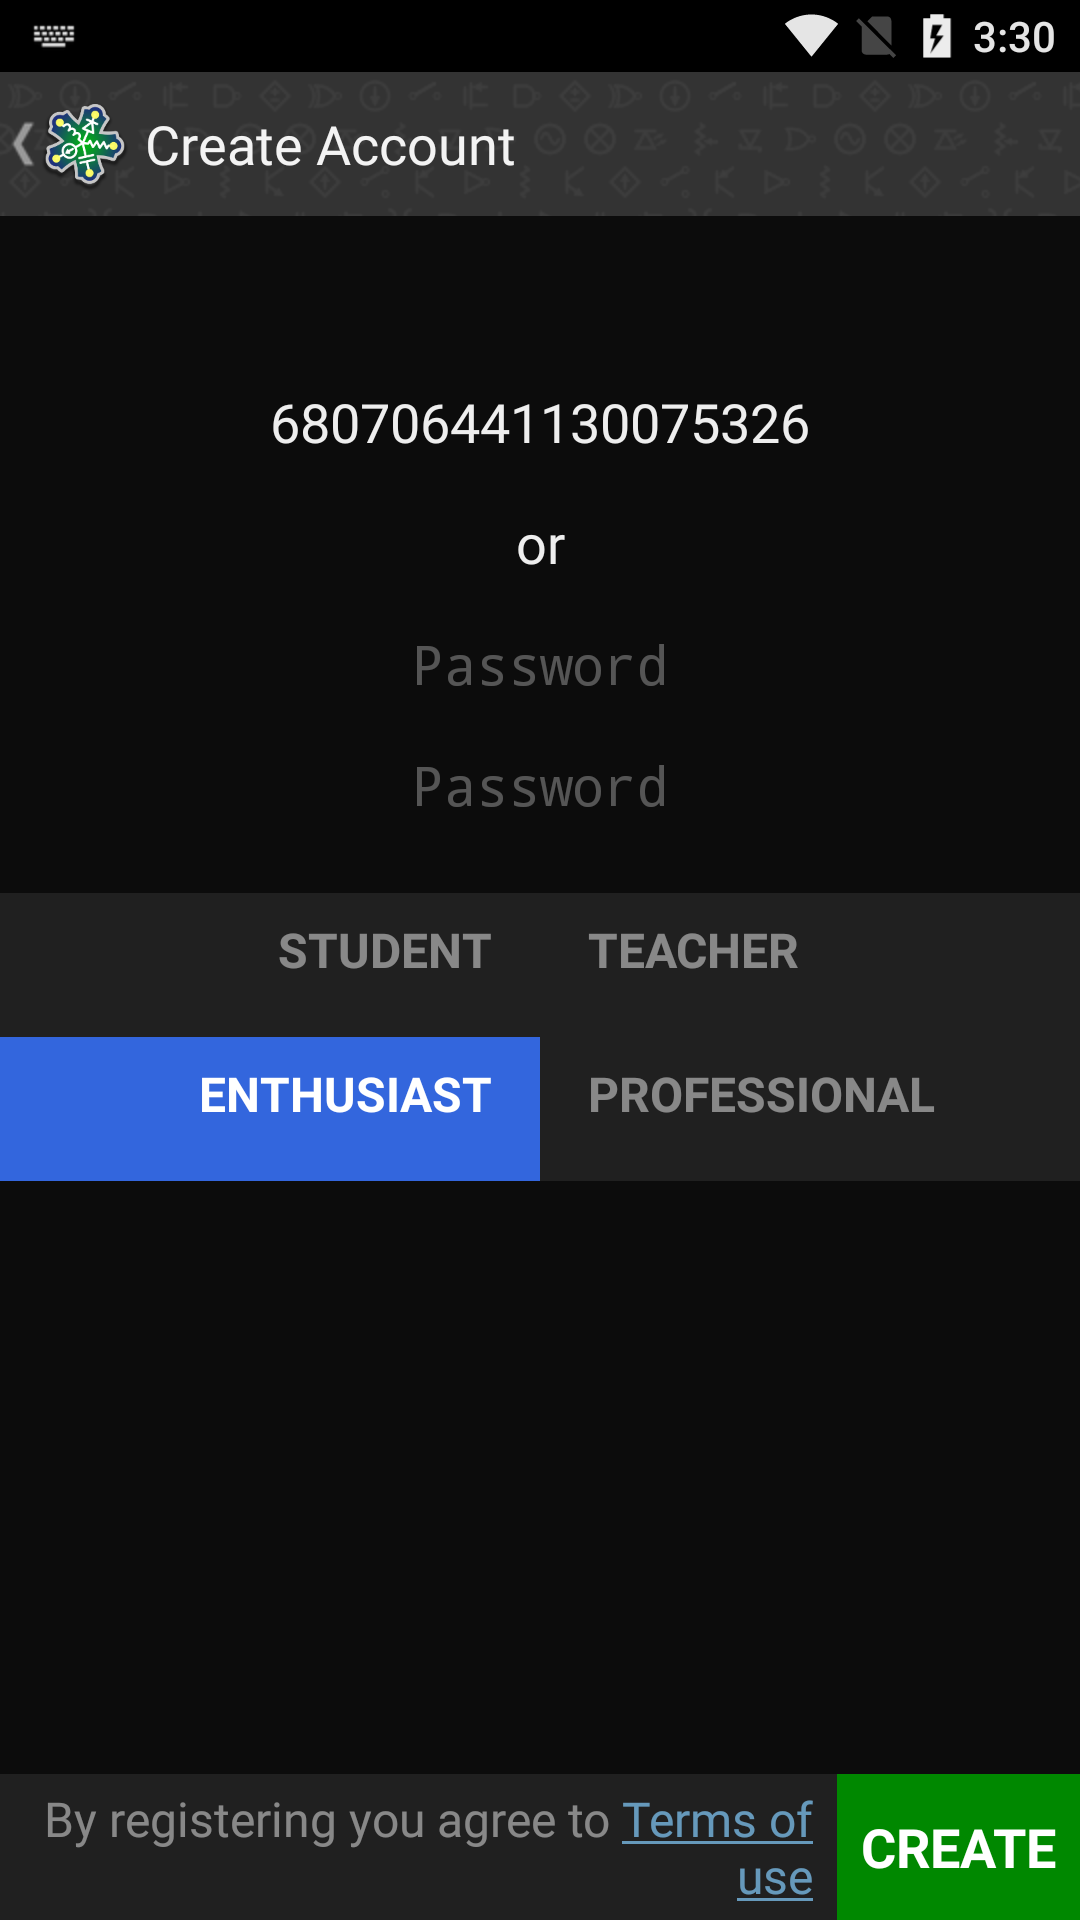 3:30
Create Account
680706441130075326
or
Password
Password
STUDENT TEACHER
ENTHUSIAST PROFESSIONAL
By registering you agree to Terms of
use
CREATE